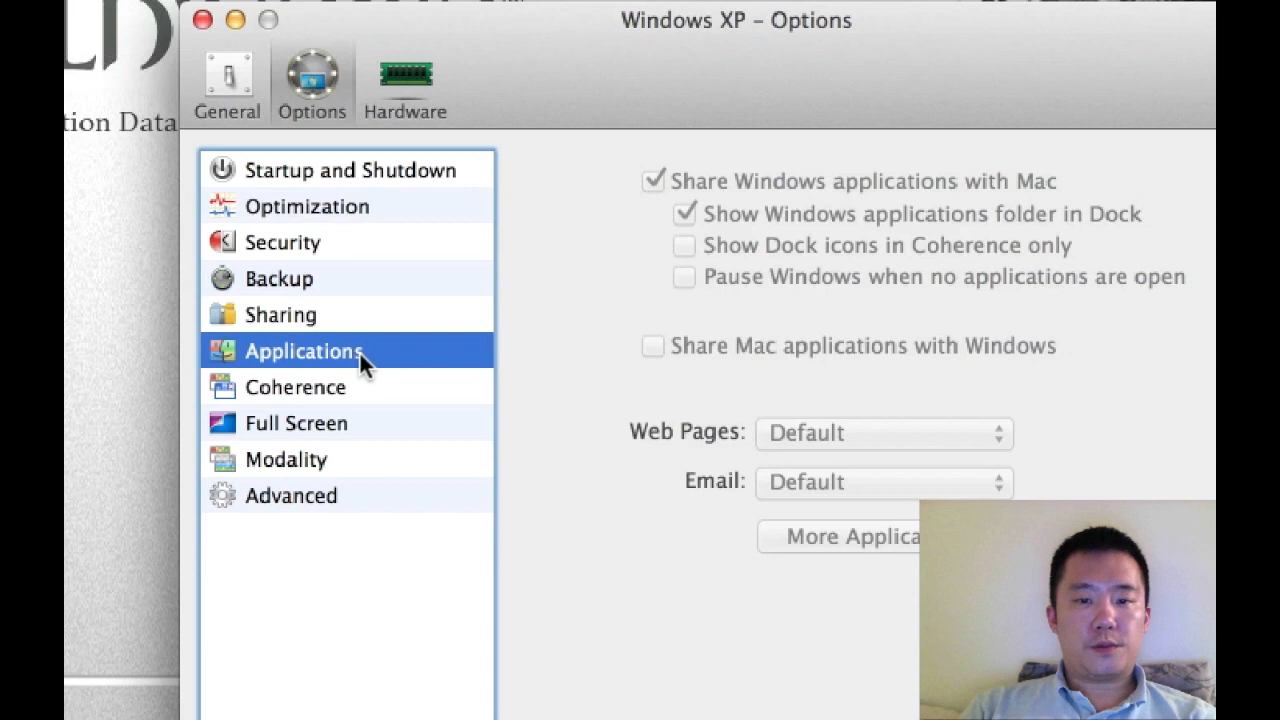 Windows XP – Options
General Options Hardware
tion Data
Startup and Shutdown
Optimization
Security
Backup
Sharing
Applications
Coherence
Full Screen
Modality
Advanced
Share Windows applications with Mac
Show Windows applications folder in Dock
Show Dock icons in Coherence only
Pause Windows when no applications are open
Share Mac applications with Windows
Web Pages: Default
Email: Default
More Applica